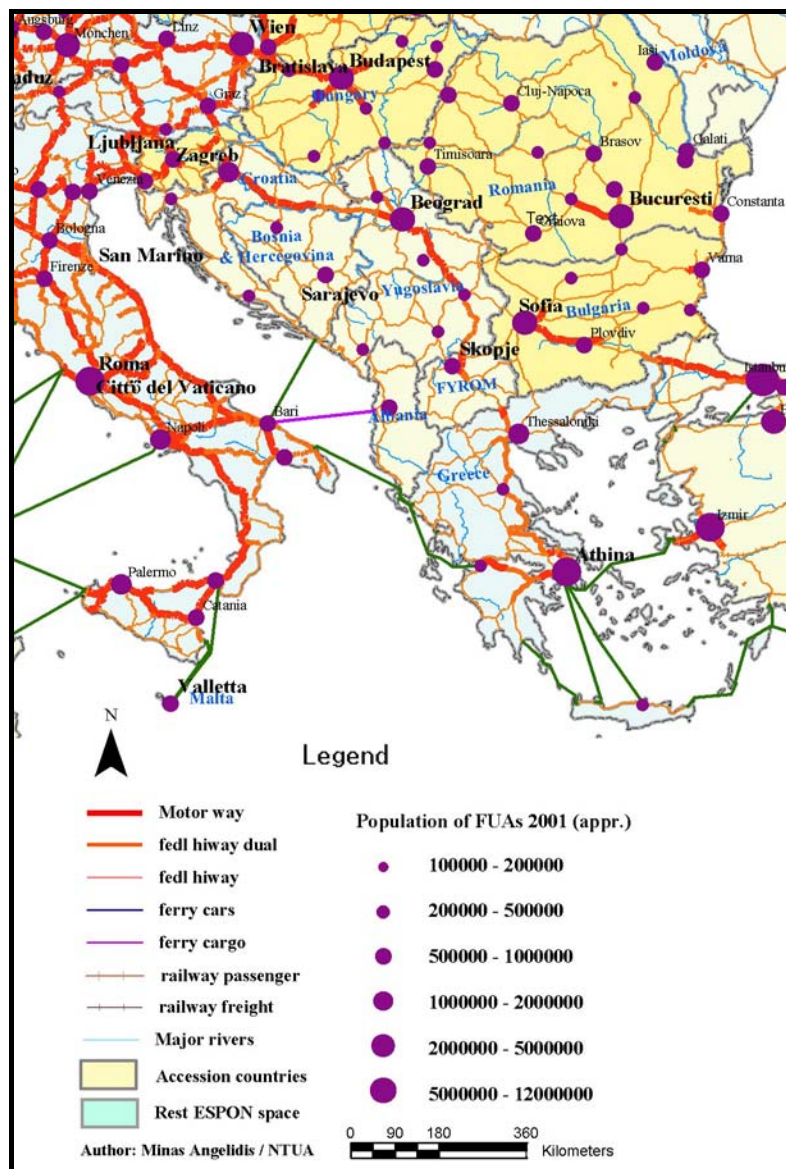 Augsburg
München
Linz
Wien
Bratislava
Budapest
Iasi
Moldova
aduz
Hungary
Cluj-Napoca
Graz
Ljubljana
Zagreb
Timisoara
Brasov
Galati
Venezia
Croatia
Romania
Beograd
Bucuresti
Constanta
Text
Bologna
Bosnia
& Hercegovina
San Marino
Firenze
Varna
Sarajevo
Yugoslavia
Sofia
Bulgaria
Plovdiv
Roma
Skopje
Cittö del Vaticano
FYROM
Istanbul
Bari
Albania
Napoli
Thessaloniki
Greece
Izmir
Athina
Palermo
Catania
Valletta
Malta
N
Legend
Motor way
fedl hiway dual
fedl hiway
ferry cars
ferry cargo
railway passenger
railway freight
Major rivers
Accession countries
Rest ESPON space
Population of FUAs 2001 (appr.)
100000 - 200000
200000 - 500000
500000 - 1000000
1000000 - 2000000
2000000 - 5000000
5000000 - 12000000
Author: Minas Angelidis / NTUA
0 90 180 360
Kilometers